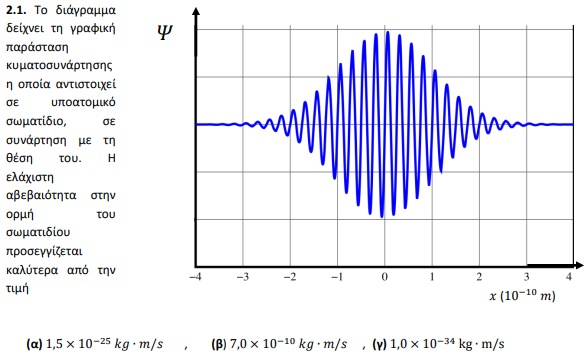 2.1. Το διάγραμμα
δείχνει τη γραφική
παράσταση
κυματοσυνάρτησης
η οποία αντιστοιχεί
σε υποατομικό
σωματίδιο, σε
συνάρτηση με τη
θέση του. Η
ελάχιστη
αβεβαιότητα στην
ορμή του
σωματιδίου
προσεγγίζεται
καλύτερα από την
τιμή
Ψ
−4 −3 −2 −1 0 1 2 3 4
x (10⁻¹⁰ m)
(α) 1,5 × 10⁻²⁵ kg · m/s , (β) 7,0 × 10⁻¹⁰ kg · m/s , (γ) 1,0 × 10⁻³⁴ kg · m/s